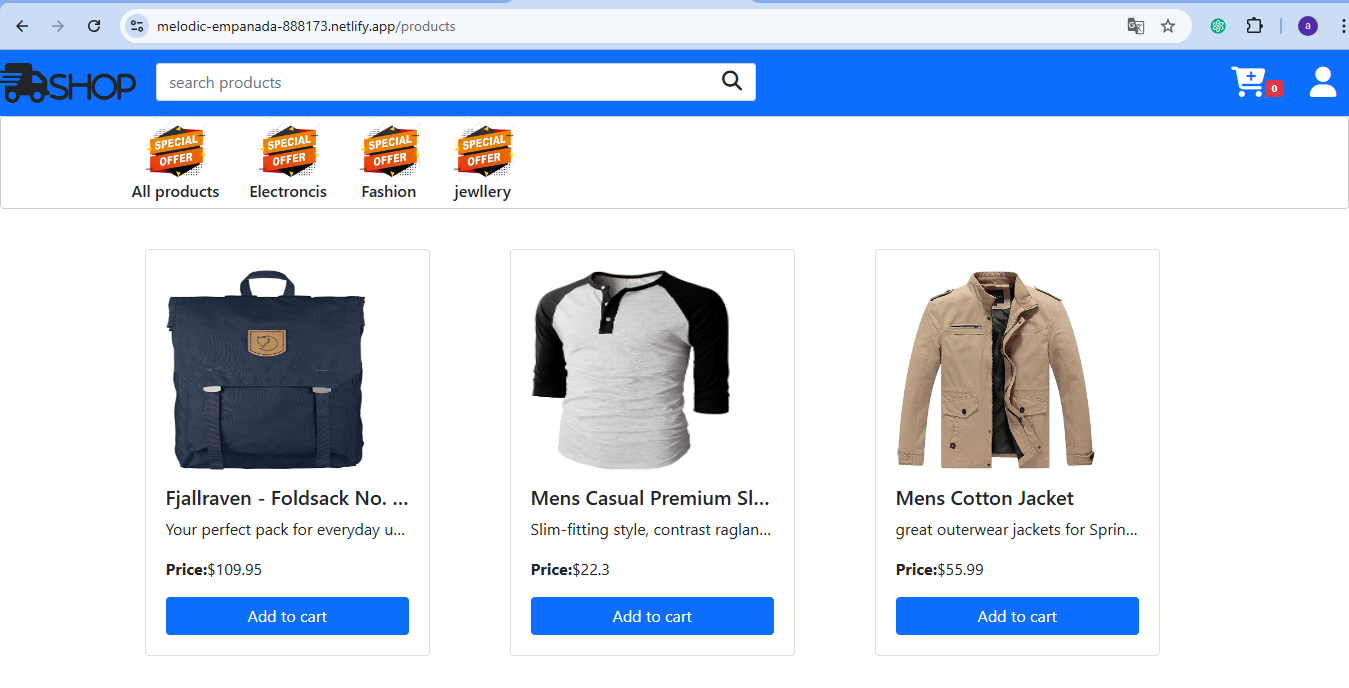 melodic-empanada-888173.netlify.app/products
a
SHOP
search products
0
SPECIAL OFFER
SPECIAL OFFER
SPECIAL OFFER
SPECIAL OFFER
All products
Electroncis
Fashion
jewllery
Fjallraven - Foldsack No. ...
Your perfect pack for everyday u...
Price:$109.95
Add to cart
Mens Casual Premium Sl...
Slim-fitting style, contrast raglan...
Price:$22.3
Add to cart
Mens Cotton Jacket
great outerwear jackets for Sprin...
Price:$55.99
Add to cart